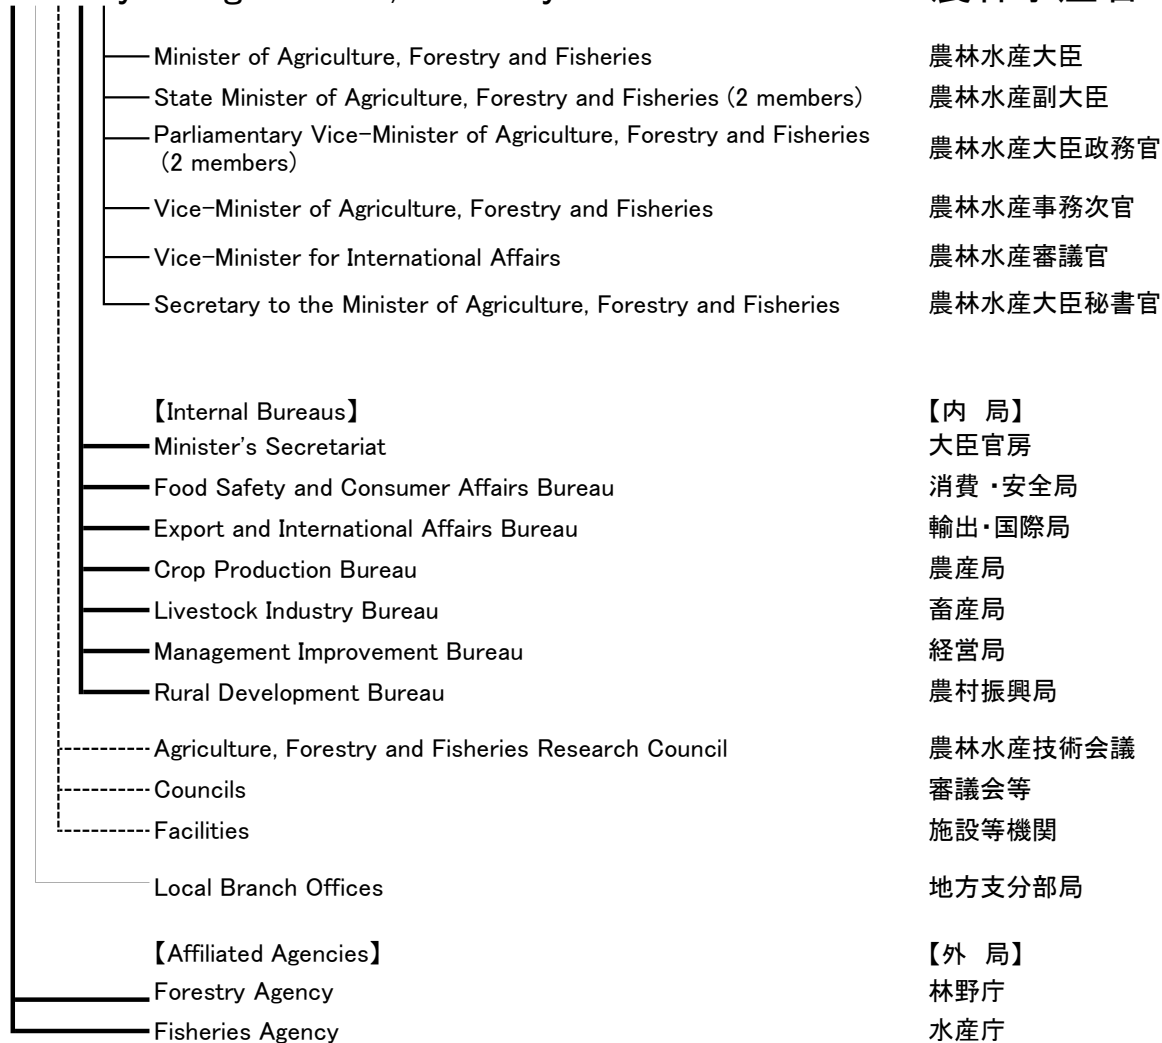 Minister of Agriculture, Forestry and Fisheries 農林水産大臣
State Minister of Agriculture, Forestry and Fisheries (2 members) 農林水産副大臣
Parliamentary Vice-Minister of Agriculture, Forestry and Fisheries
(2 members) 農林水産大臣政務官
Vice-Minister of Agriculture, Forestry and Fisheries 農林水産事務次官
Vice-Minister for International Affairs 農林水産審議官
Secretary to the Minister of Agriculture, Forestry and Fisheries 農林水産大臣秘書官
【Internal Bureaus】 【内 局】
Minister's Secretariat 大臣官房
Food Safety and Consumer Affairs Bureau 消費・安全局
Export and International Affairs Bureau 輸出・国際局
Crop Production Bureau 農産局
Livestock Industry Bureau 畜産局
Management Improvement Bureau 経営局
Rural Development Bureau 農村振興局
Agriculture, Forestry and Fisheries Research Council 農林水産技術会議
Councils 審議会等
Facilities 施設等機関
Local Branch Offices 地方支分部局
【Affiliated Agencies】 【外 局】
Forestry Agency 林野庁
Fisheries Agency 水産庁